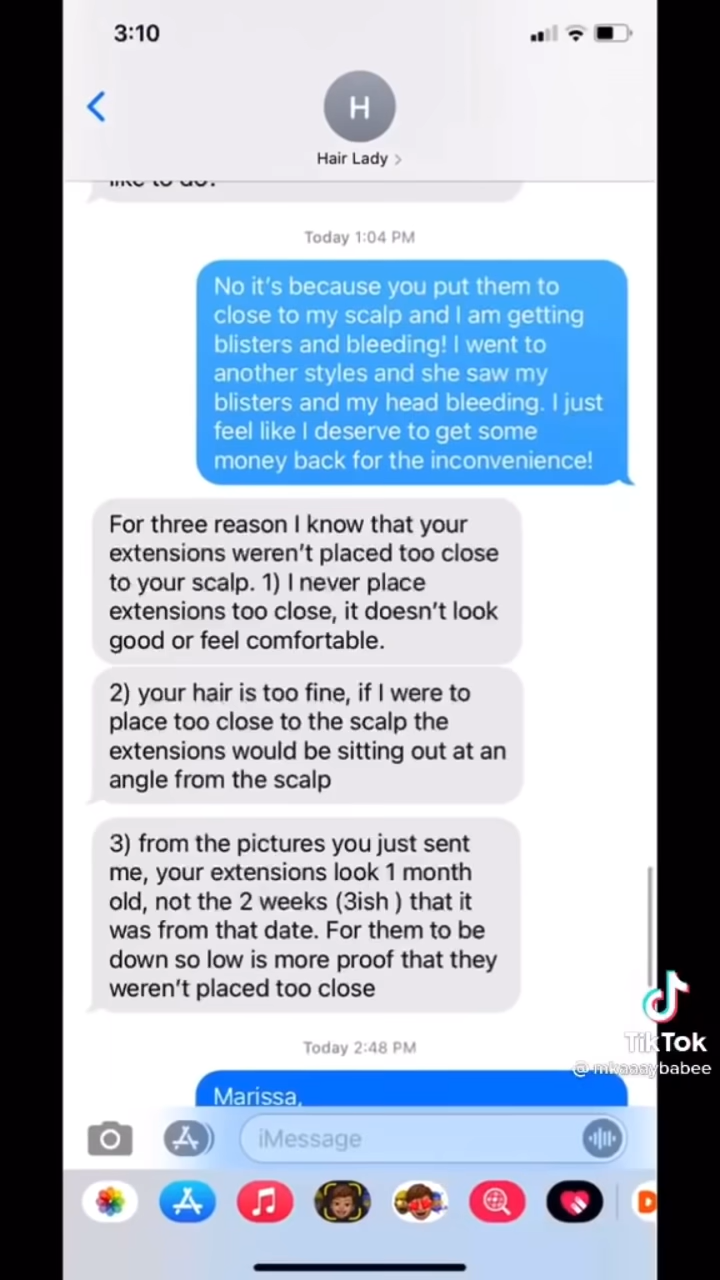 3:10
H
Hair Lady >
like to do?
Today 1:04 PM
No it's because you put them to
close to my scalp and I am getting
blisters and bleeding! I went to
another styles and she saw my
blisters and my head bleeding. I just
feel like I deserve to get some
money back for the inconvenience!
For three reason I know that your
extensions weren't placed too close
to your scalp. 1) I never place
extensions too close, it doesn't look
good or feel comfortable.
2) your hair is too fine, if I were to
place too close to the scalp the
extensions would be sitting out at an
angle from the scalp
3) from the pictures you just sent
me, your extensions look 1 month
old, not the 2 weeks (3ish ) that it
was from that date. For them to be
down so low is more proof that they
weren't placed too close
TikTok
@mkaaaybabee
Today 2:48 PM
Marissa,
iMessage
D